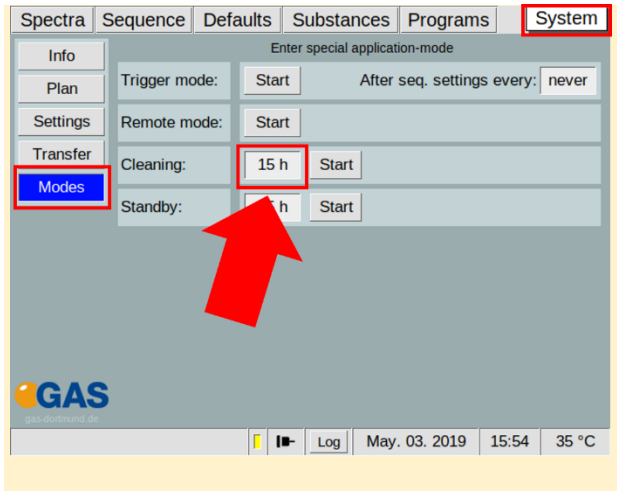 Spectra Sequence Defaults Substances Programs System
Enter special application-mode
Info
Plan
Settings
Transfer
Modes
Trigger mode: Start After seq. settings every: never
Remote mode: Start
Cleaning: 15 h Start
Standby: h Start
GAS
gas-dortmund.de
Log May. 03. 2019 15:54 35 °C